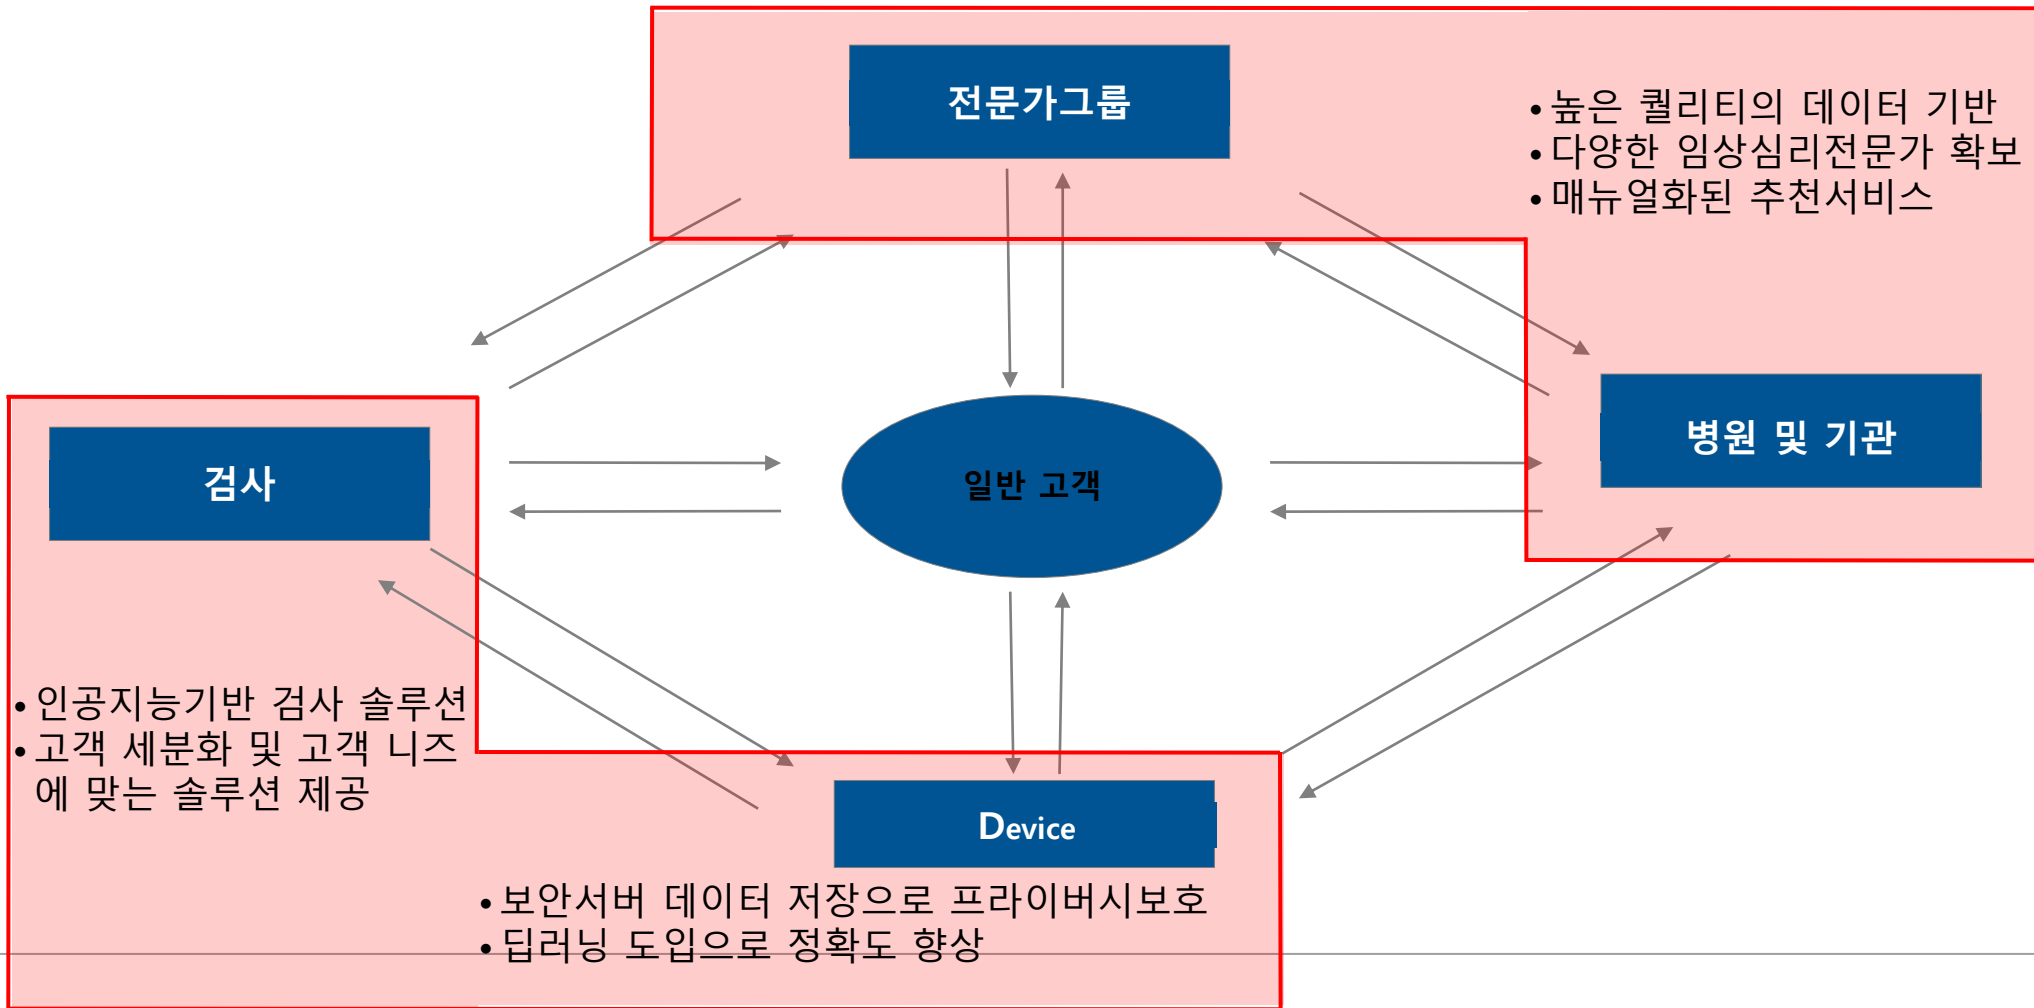 전문가그룹
• 높은 퀄리티의 데이터 기반
• 다양한 임상심리전문가 확보
• 매뉴얼화된 추천서비스
병원 및 기관
검사
일반 고객
• 인공지능기반 검사 솔루션
• 고객 세분화 및 고객 니즈
에 맞는 솔루션 제공
Device
• 보안서버 데이터 저장으로 프라이버시보호
• 딥러닝 도입으로 정확도 향상